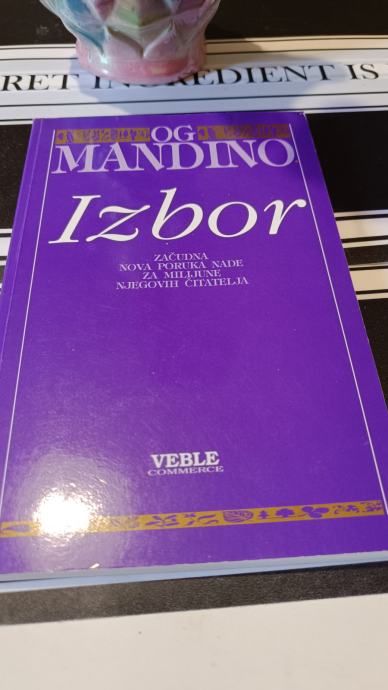 RET INGREDIENT IS
OG
MANDINO
Izbor
ZAČUDNA
NOVA PORUKA NADE
ZA MILIJUNE
NJEGOVIH ČITATELJA
VEBLE
COMMERCE